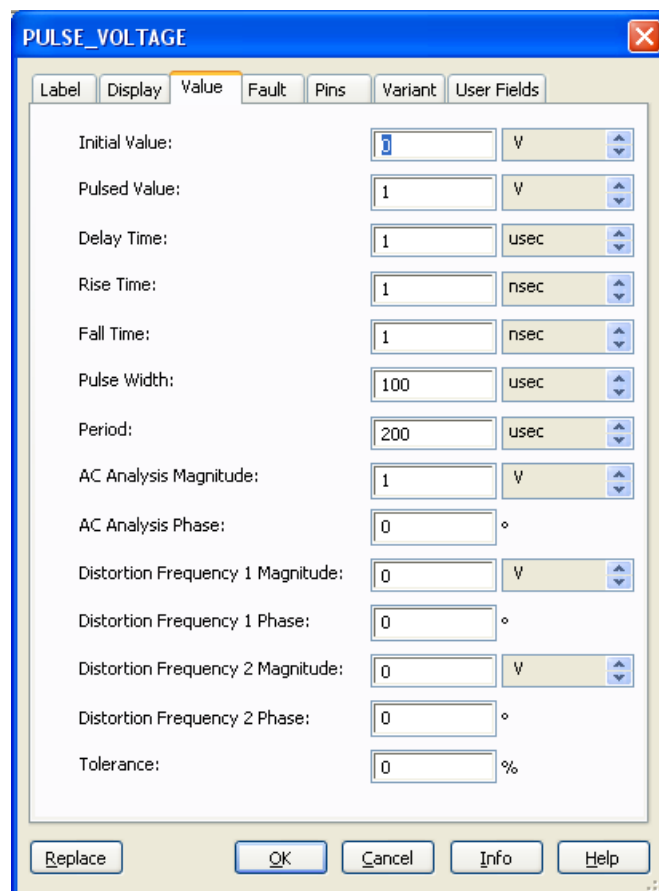 PULSE_VOLTAGE
Label Display Value Fault Pins Variant User Fields
Initial Value: 0 V
Pulsed Value: 1 V
Delay Time: 1 usec
Rise Time: 1 nsec
Fall Time: 1 nsec
Pulse Width: 100 usec
Period: 200 usec
AC Analysis Magnitude: 1 V
AC Analysis Phase: 0 °
Distortion Frequency 1 Magnitude: 0 V
Distortion Frequency 1 Phase: 0 °
Distortion Frequency 2 Magnitude: 0 V
Distortion Frequency 2 Phase: 0 °
Tolerance: 0 %
Replace OK Cancel Info Help